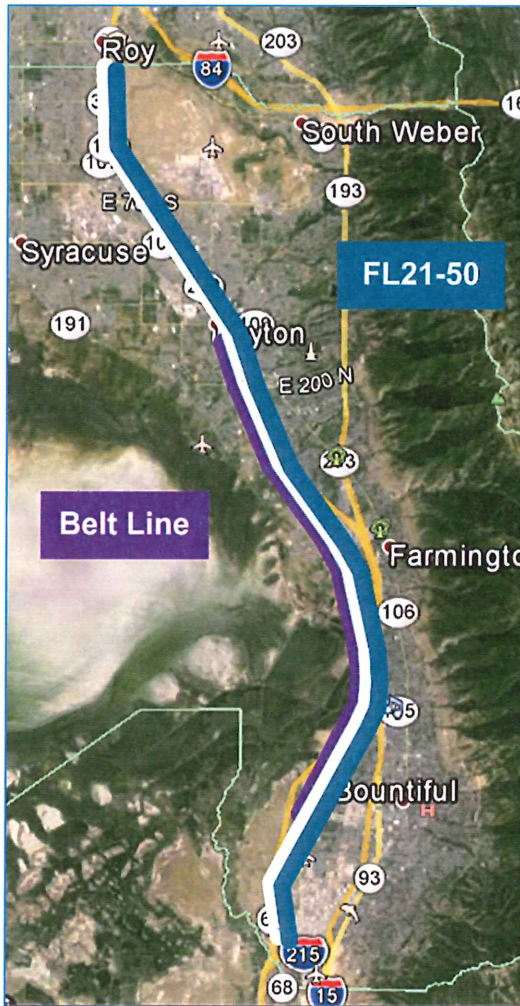 Roy
84
203
South Weber
193
Syracuse
FL21-50
191
E 200 N
Belt Line
Farmingto
106
Bountiful
H
93
215
68
15